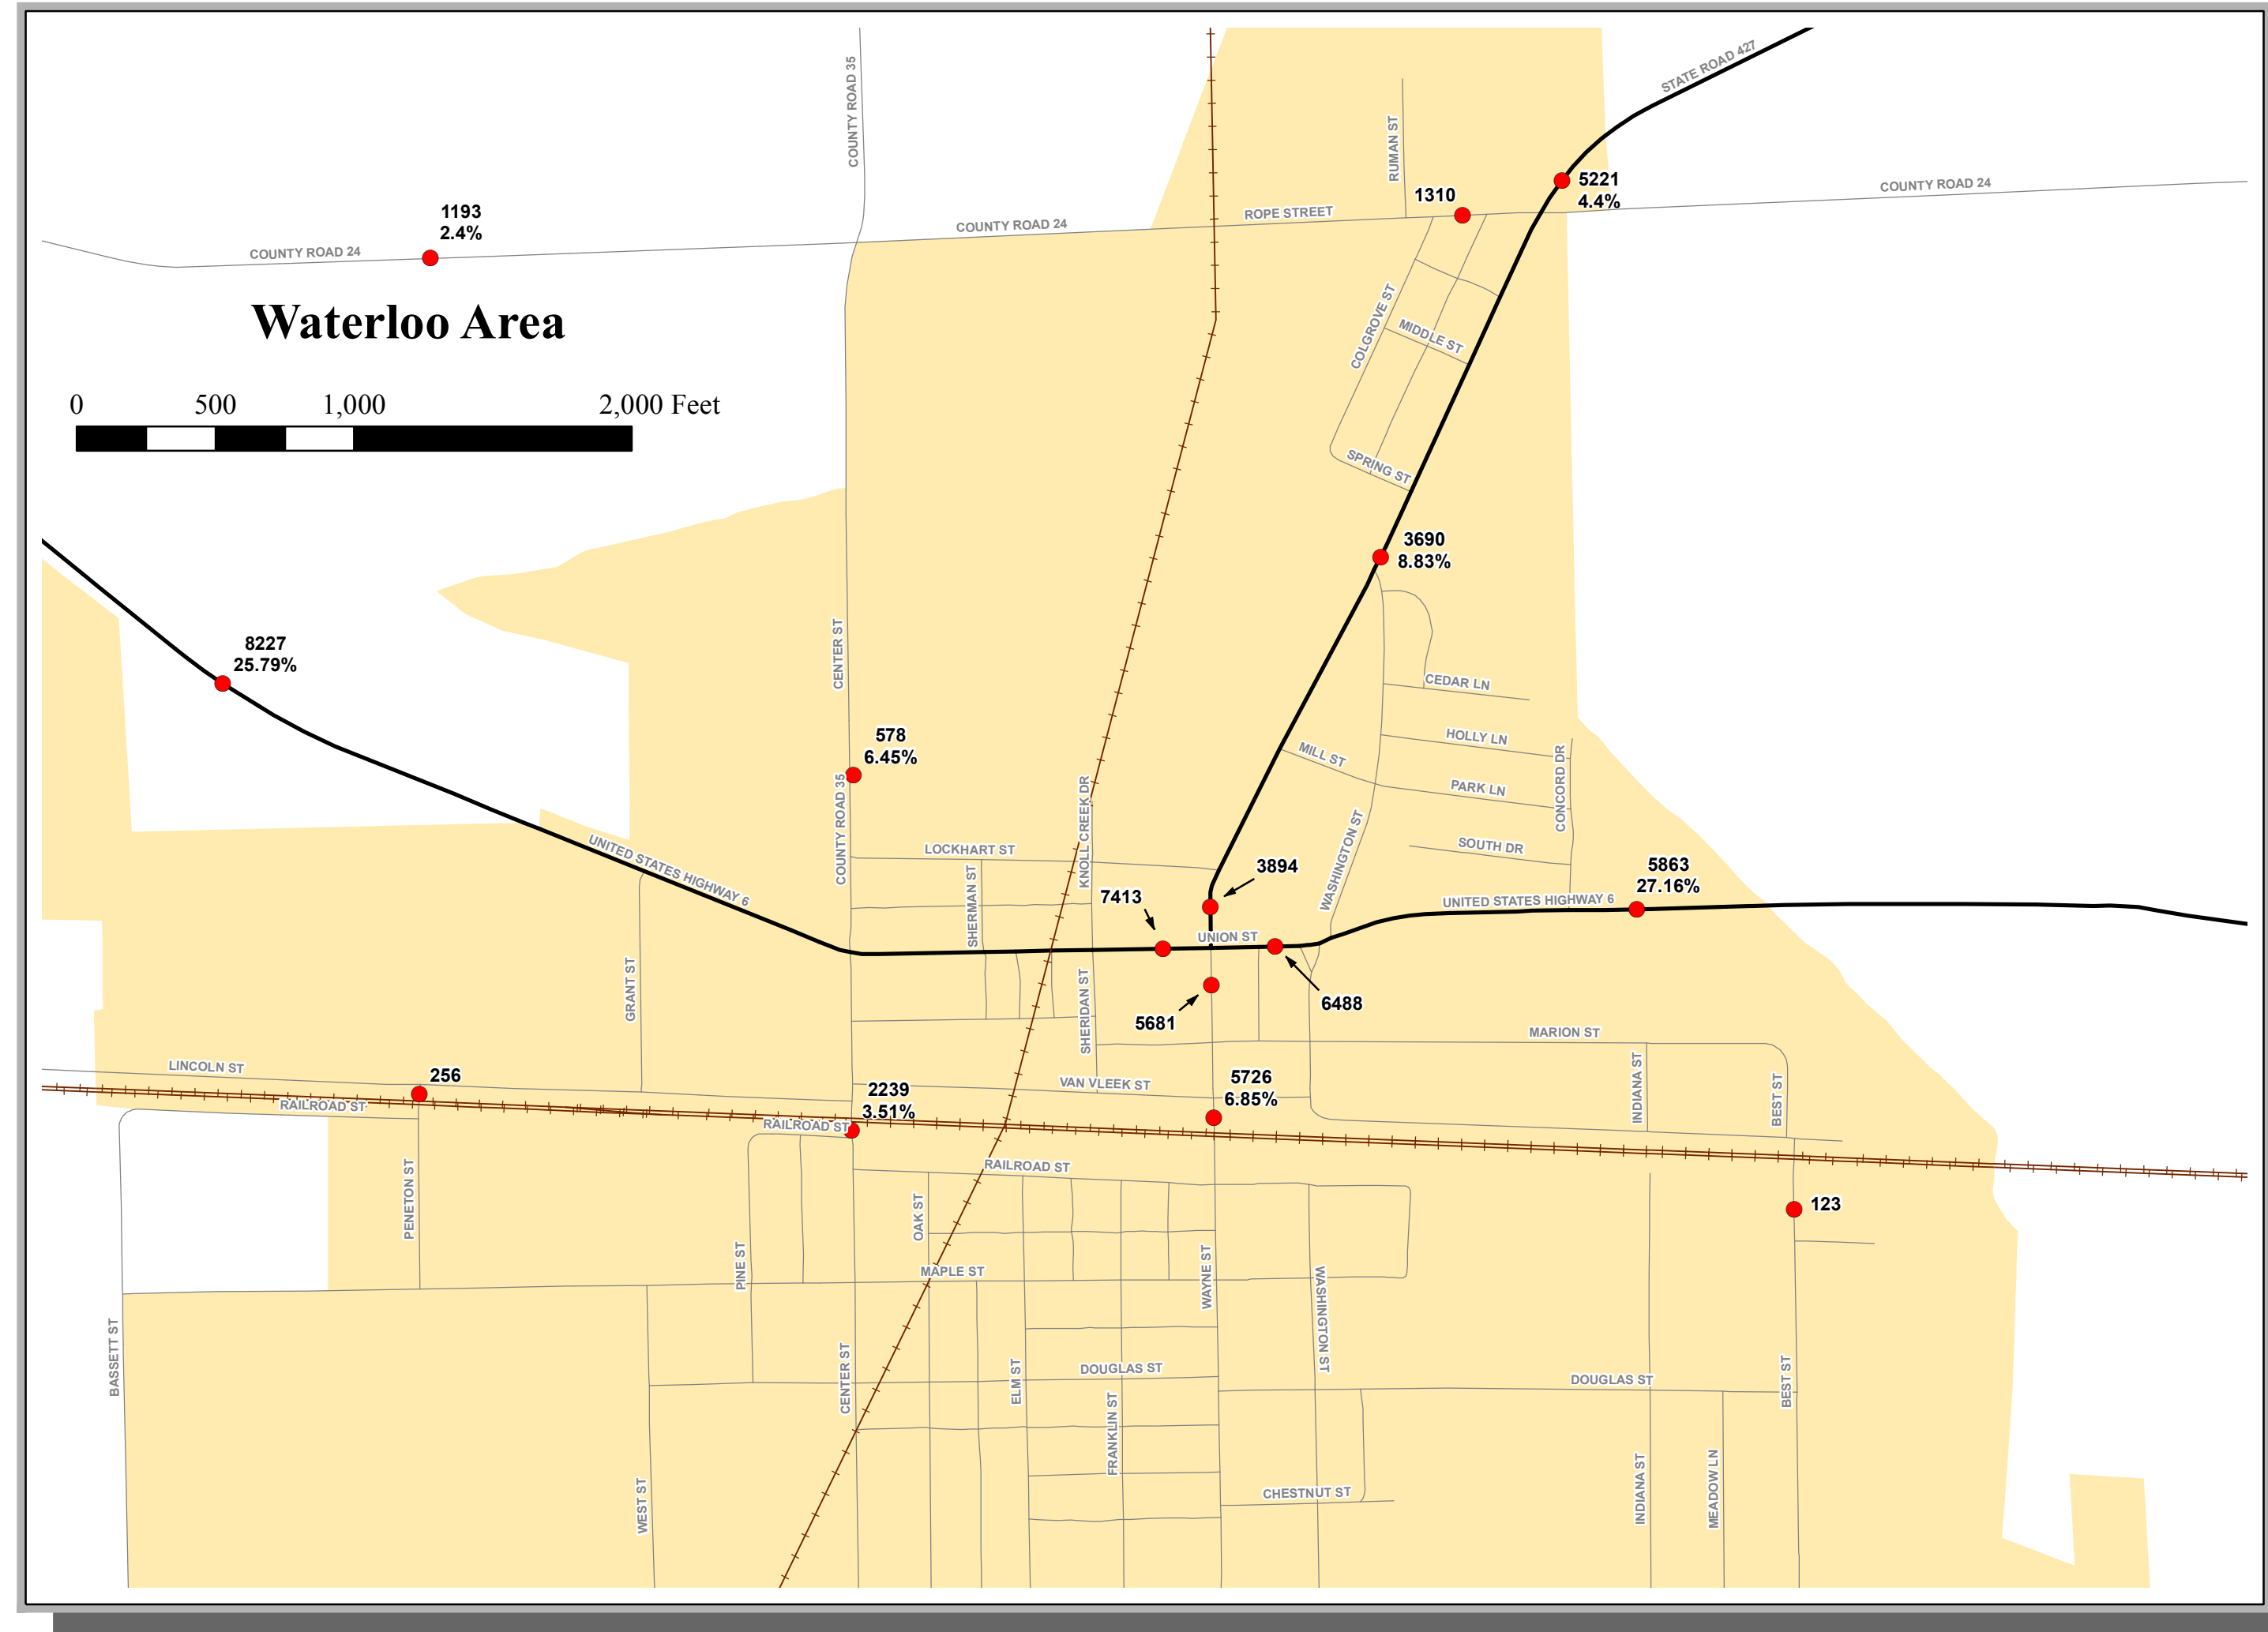 STATE ROAD 427
COUNTY ROAD 35
RUMAN ST
5221
4.4%
COUNTY ROAD 24
1310
1193
2.4%
ROPE STREET
COUNTY ROAD 24
COUNTY ROAD 24
Waterloo Area
COLGROVE ST
MIDDLE ST
0 500 1,000 2,000 Feet
SPRING ST
3690
8.83%
8227
25.79%
CENTER ST
CEDAR LN
578
6.45%
HOLLY LN
MILL ST
CONCORD DR
PARK LN
COUNTY ROAD 35
KNOLL CREEK DR
WASHINGTON ST
UNITED STATES HIGHWAY 6
LOCKHART ST
SOUTH DR
3894
5863
27.16%
SHERMAN ST
7413
UNITED STATES HIGHWAY 6
UNION ST
GRANT ST
SHERIDAN ST
6488
5681
MARION ST
LINCOLN ST
256
VAN VLEEK ST
5726
6.85%
INDIANA ST
BEST ST
2239
3.51%
RAILROAD ST
RAILROAD ST
RAILROAD ST
PENETON ST
OAK ST
123
PINE ST
MAPLE ST
WAYNE ST
WASHINGTON ST
BASSETT ST
CENTER ST
ELM ST
DOUGLAS ST
DOUGLAS ST
BEST ST
FRANKLIN ST
WEST ST
CHESTNUT ST
INDIANA ST
MEADOW LN